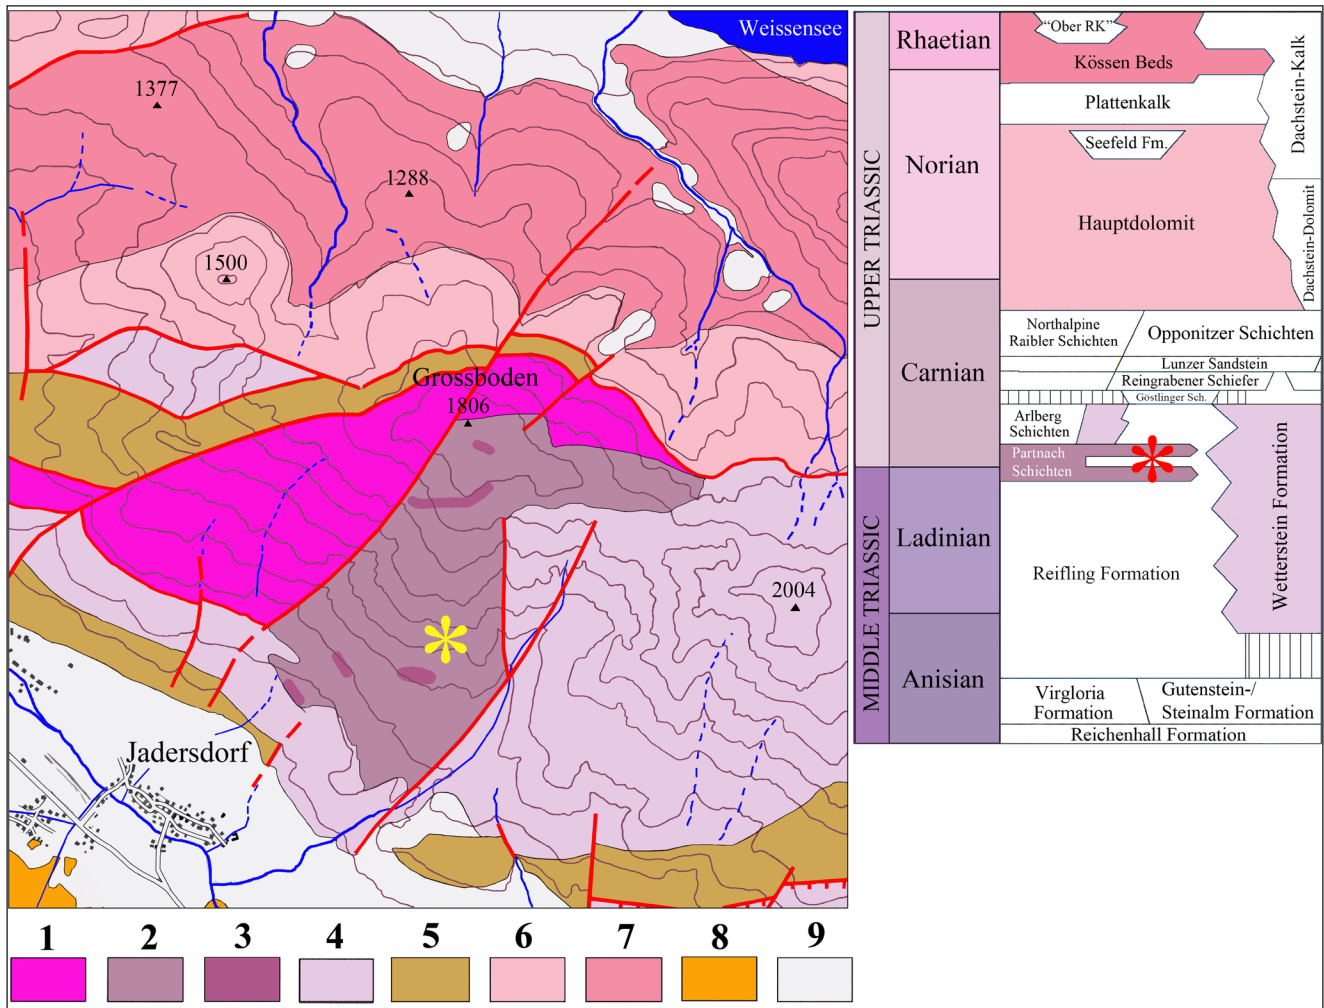 Weissensee
1377
1288
1500
Grossboden
1806
2004
Jadersdorf
1 2 3 4 5 6 7 8 9
UPPER TRIASSIC
MIDDLE TRIASSIC
Rhaetian
Norian
Carnian
Ladinian
Anisian
“Ober RK”
Kössen Beds
Plattenkalk
Dachstein-Kalk
Seefeld Fm.
Hauptdolomit
Dachstein-Dolomit
Northalpine
Raibler Schichten
Opponitzer Schichten
Lunzer Sandstein
Reingrabener Schiefer
Göstlinger Sch.
Arlberg
Schichten
Partnach
Schichten
Wetterstein Formation
Reifling Formation
Virgloria
Formation
Gutenstein-/
Steinalm Formation
Reichenhall Formation